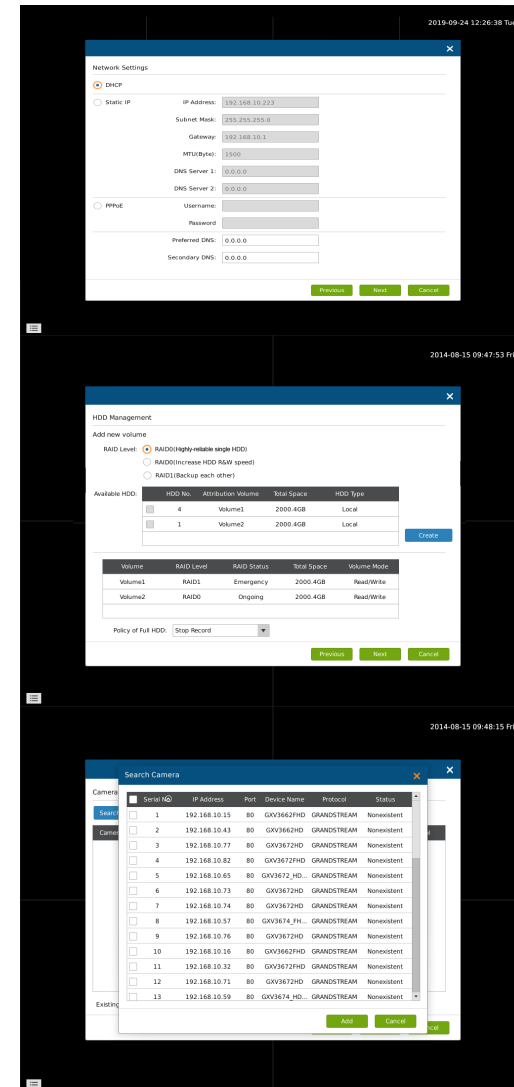 2019-09-24 12:26:38 Tue
Network Settings
DHCP
Static IP IP Address: 192.168.10.223
Subnet Mask: 255.255.255.0
Gateway: 192.168.10.1
MTU(Byte): 1500
DNS Server 1: 0.0.0.0
DNS Server 2: 0.0.0.0
PPPoE Username:
Password
Preferred DNS: 0.0.0.0
Secondary DNS: 0.0.0.0
Previous Next Cancel
2014-08-15 09:47:53 Fri
HDD Management
Add new volume
RAID Level: RAID0(Highly-reliable single HDD)
RAID0(Increase HDD R&W speed)
RAID1(Backup each other)
Available HDD: HDD No. Attribution Volume Total Space HDD Type
4 Volume1 2000.4GB Local
1 Volume2 2000.4GB Local
Create
Volume RAID Level RAID Status Total Space Volume Mode
Volume1 RAID1 Emergency 2000.4GB Read/Write
Volume2 RAID0 Ongoing 2000.4GB Read/Write
Policy of Full HDD: Stop Record
Previous Next Cancel
2014-08-15 09:48:15 Fri
Search Camera
Camera
Search
Serial No IP Address Port Device Name Protocol Status
1 192.168.10.15 80 GXV3662FHD GRANDSTREAM Nonexistent
2 192.168.10.43 80 GXV3662HD GRANDSTREAM Nonexistent
3 192.168.10.77 80 GXV3672HD GRANDSTREAM Nonexistent
4 192.168.10.82 80 GXV3672FHD GRANDSTREAM Nonexistent
5 192.168.10.65 80 GXV3672_HD... GRANDSTREAM Nonexistent
6 192.168.10.73 80 GXV3672HD GRANDSTREAM Nonexistent
7 192.168.10.74 80 GXV3672HD GRANDSTREAM Nonexistent
8 192.168.10.57 80 GXV3674_FH... GRANDSTREAM Nonexistent
9 192.168.10.76 80 GXV3672HD GRANDSTREAM Nonexistent
10 192.168.10.16 80 GXV3662FHD GRANDSTREAM Nonexistent
11 192.168.10.32 80 GXV3672FHD GRANDSTREAM Nonexistent
12 192.168.10.71 80 GXV3672HD GRANDSTREAM Nonexistent
13 192.168.10.59 80 GXV3674_HD... GRANDSTREAM Nonexistent
Existing
Add Cancel